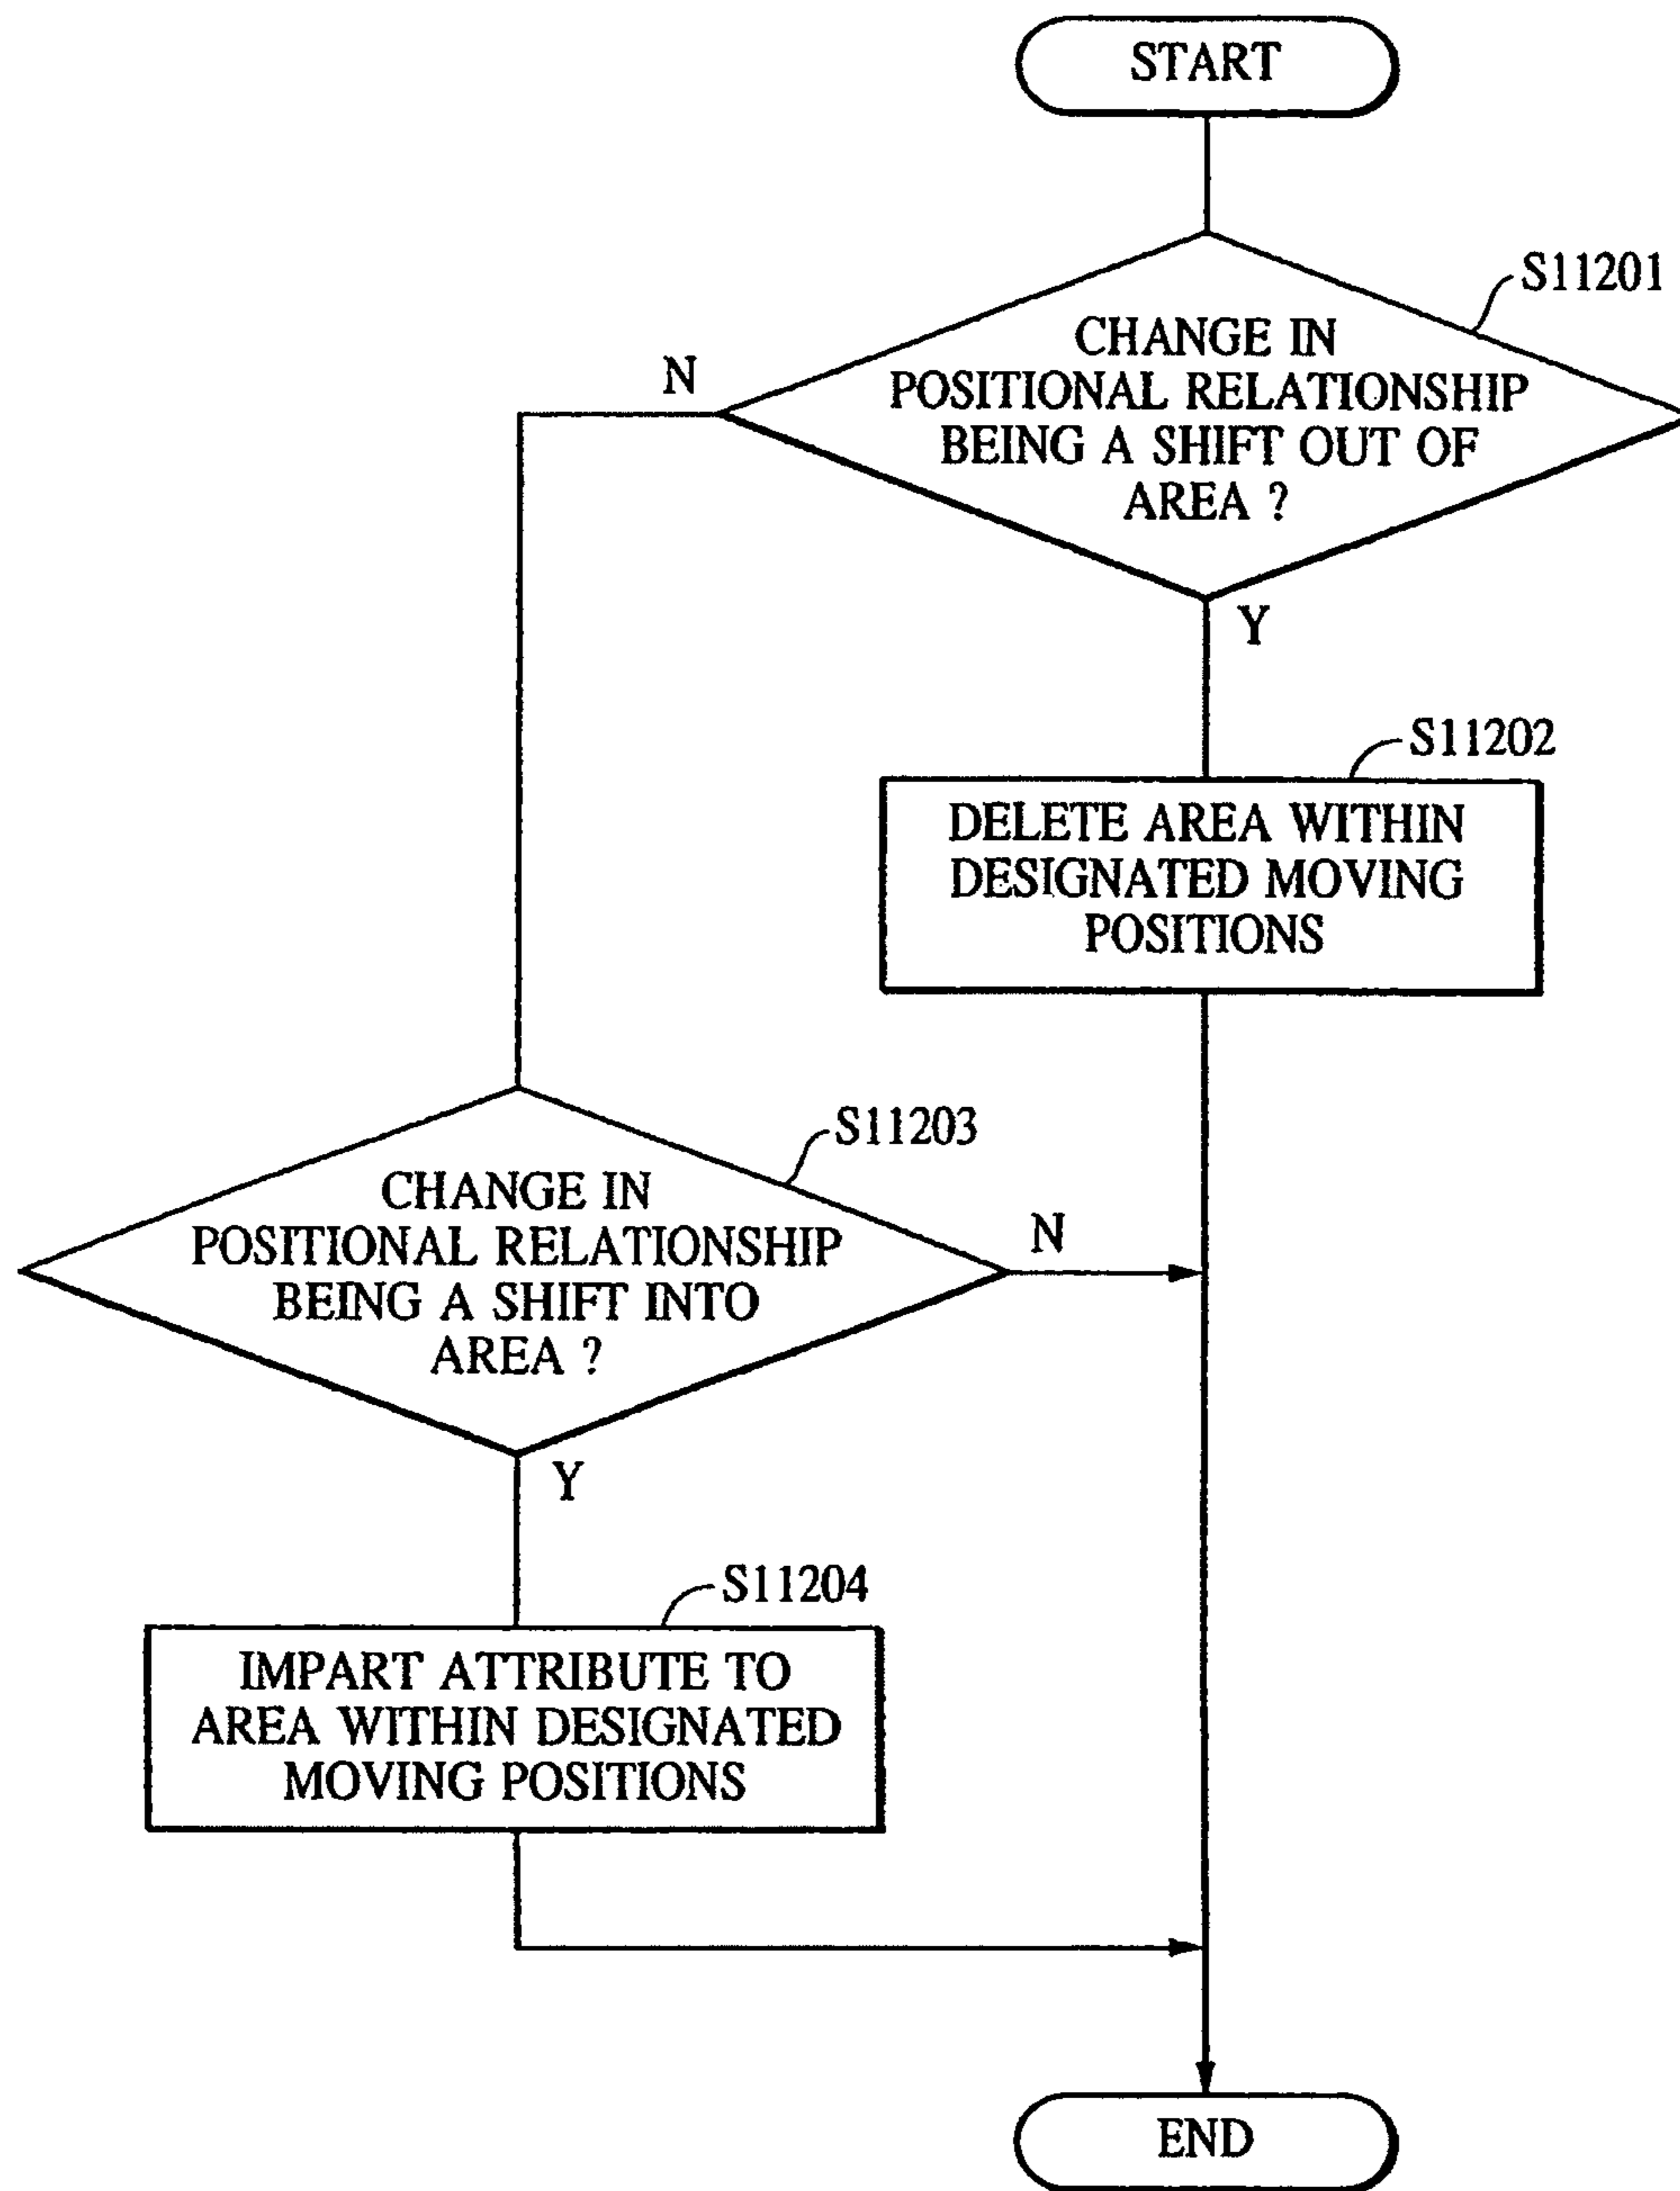 START
S11201
CHANGE IN
POSITIONAL RELATIONSHIP
BEING A SHIFT OUT OF
AREA ?
N
Y
S11202
DELETE AREA WITHIN
DESIGNATED MOVING
POSITIONS
S11203
CHANGE IN
POSITIONAL RELATIONSHIP
BEING A SHIFT INTO
AREA ?
N
Y
S11204
IMPART ATTRIBUTE TO
AREA WITHIN DESIGNATED
MOVING POSITIONS
END